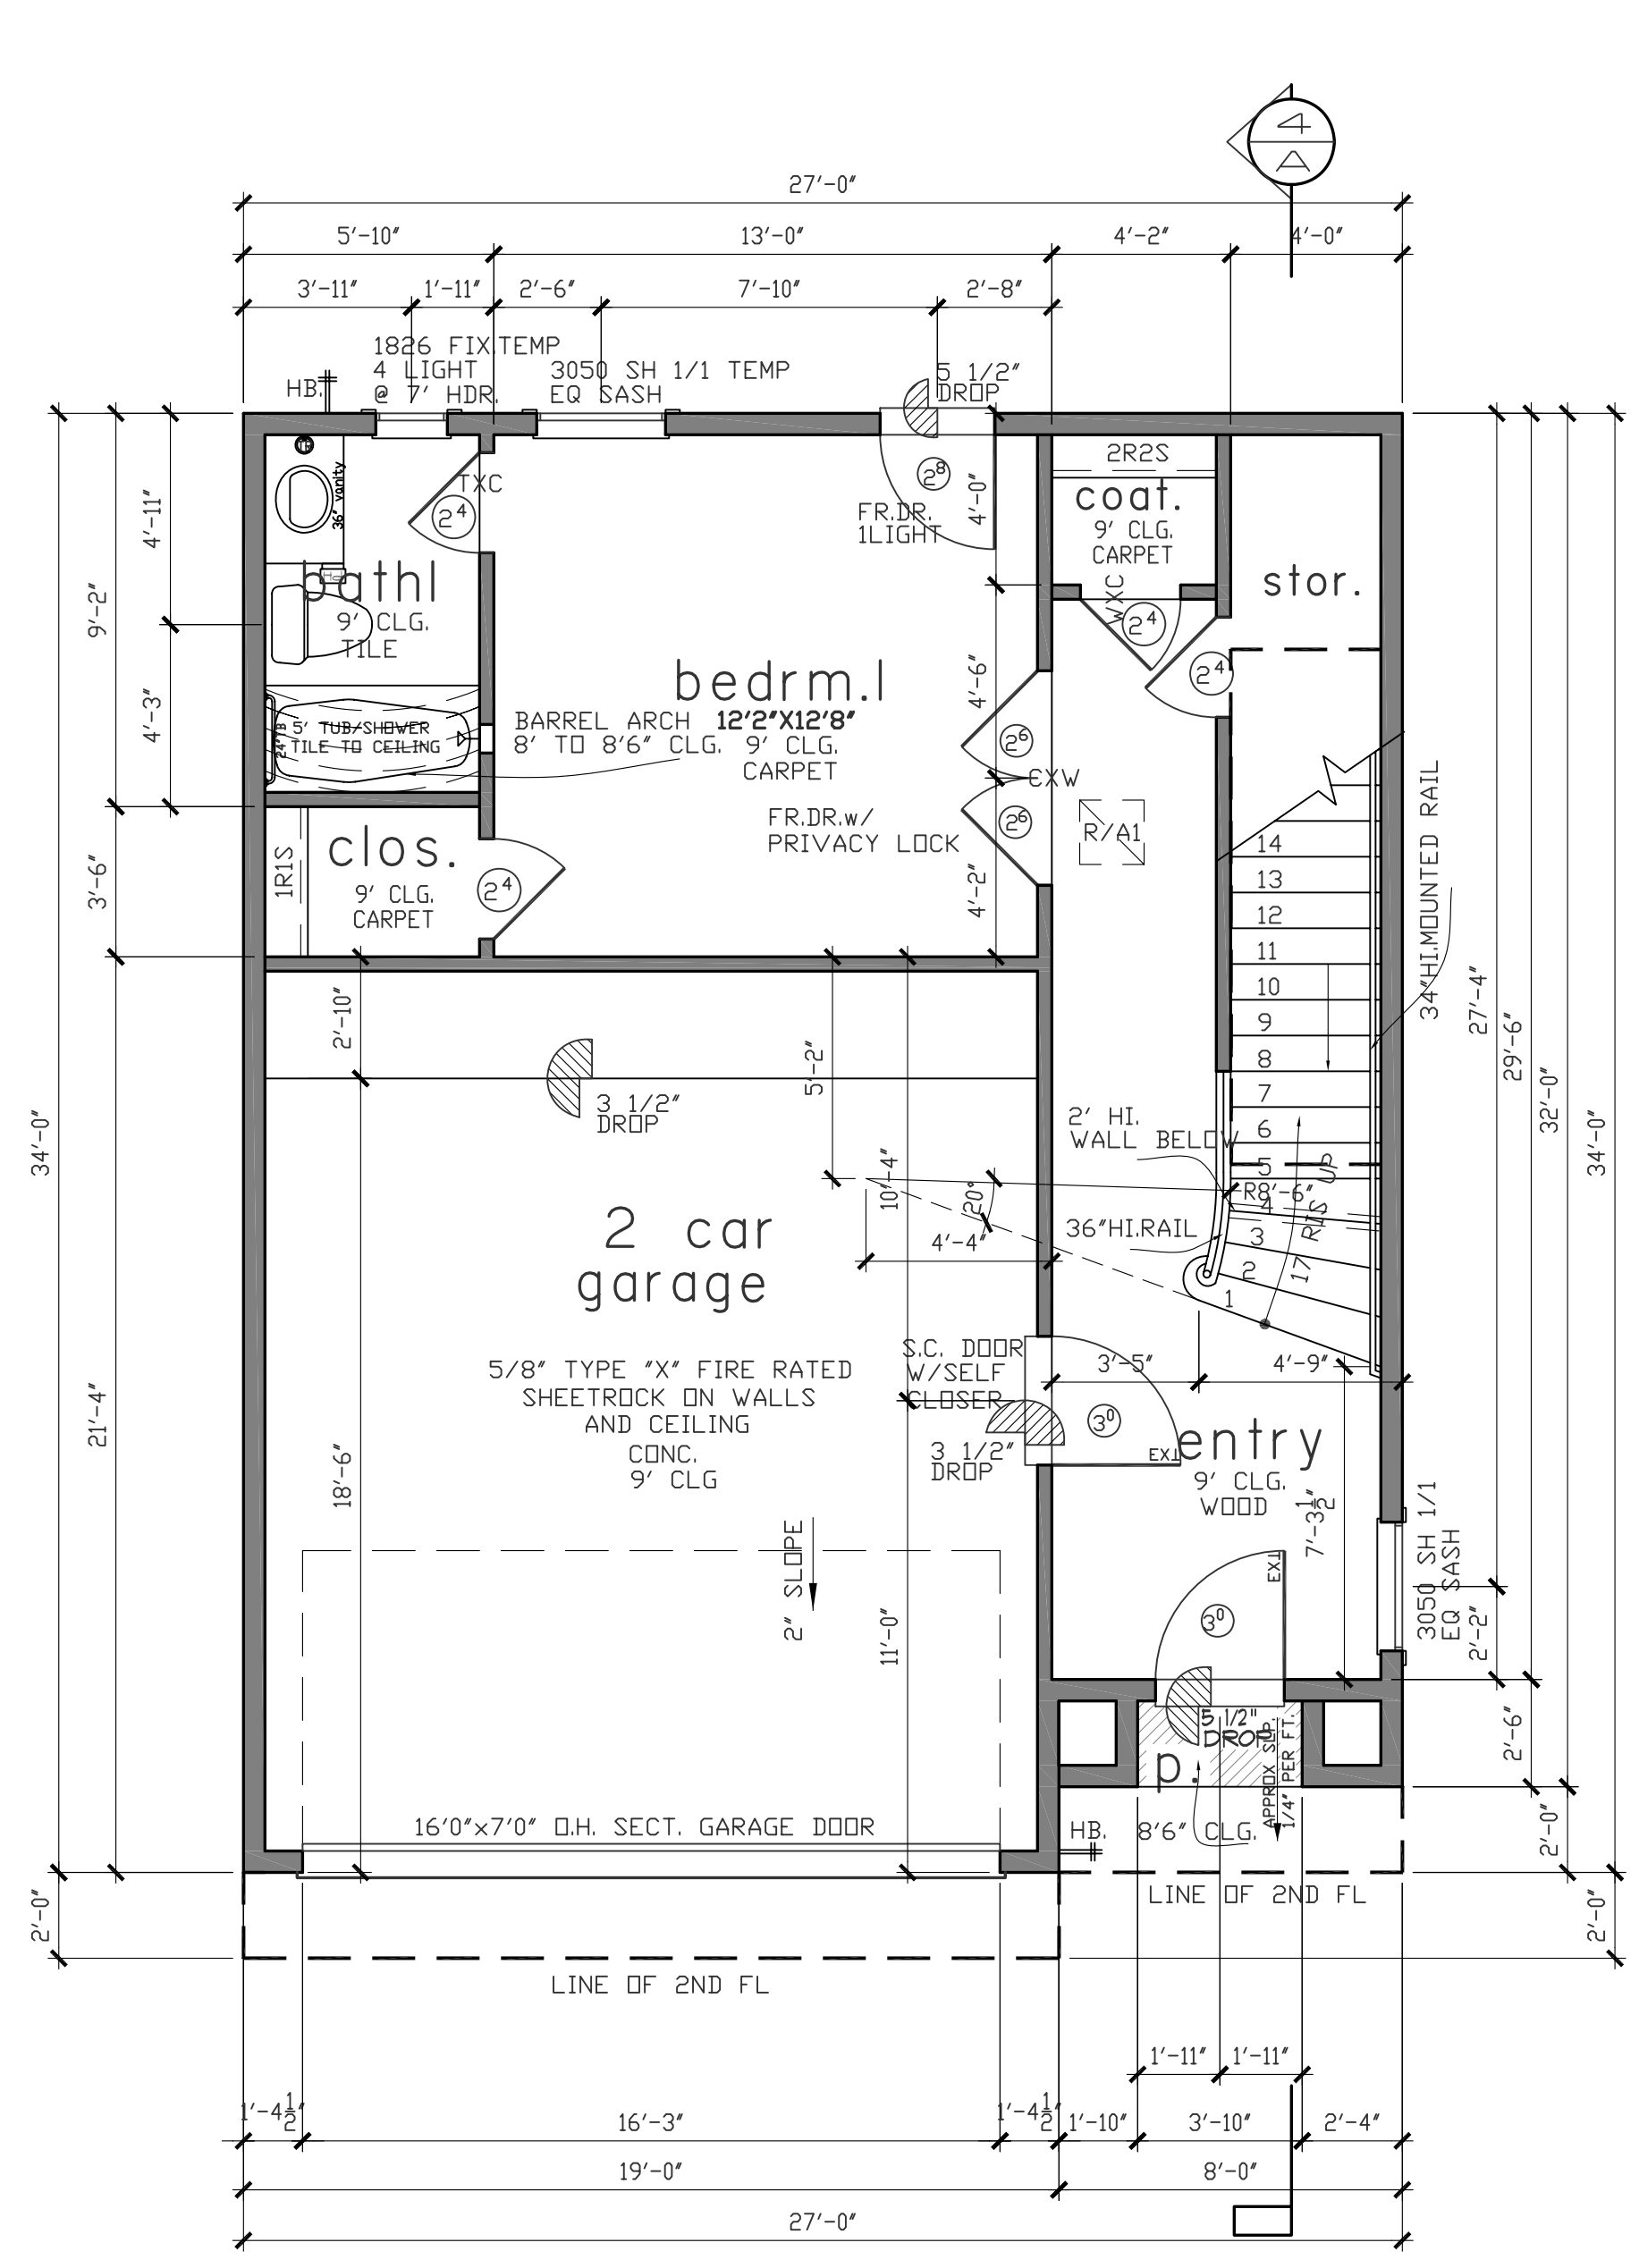 4
A
27'-0"
5'-10"
13'-0"
4'-2"
4'-0"
3'-11"
1'-11"
2'-6"
7'-10"
2'-8"
1826 FIX.TEMP
4 LIGHT
@ 7' HDR.
3050 SH 1/1 TEMP
EQ SASH
5 1/2"
DROP
HB.
36" vanity
TXC
2⁴
2⁸
FR.DR.
1LIGHT
4'-0"
2R2S
coat.
9' CLG.
CARPET
WXC
2⁴
2⁴
stor.
4'-11"
9'-2"
4'-3"
bath1
9' CLG.
TILE
bedrm.1
BARREL ARCH
8' TO 8'6" CLG.
12'2"X12'8"
9' CLG.
CARPET
5' TUB/SHOWER
TILE TO CEILING
4'-6"
2⁶
CXW
2⁶
FR.DR.w/
PRIVACY LOCK
R/A1
4'-2"
3'-6"
1R1S
clos.
9' CLG.
CARPET
2⁴
14
13
12
11
10
9
8
7
6
5
4
3
2
1
34"HI.MOUNTED RAIL
27'-4"
29'-6"
32'-0"
34'-0"
34'-0"
21'-4"
2'-10"
5'-2"
3 1/2"
DROP
2' HI.
WALL BELOW
R8'-6"
17 RIS UP
10'-4"
20°
4'-4"
36"HI.RAIL
2 car
garage
5/8" TYPE "X" FIRE RATED
SHEETROCK ON WALLS
AND CEILING
CONC.
9' CLG
S.C. DOOR
W/SELF
CLOSER
3'-5"
4'-9"
3⁰
EXT
3 1/2"
DROP
entry
9' CLG.
WOOD
7'-3 1/2"
18'-6"
2" SLOPE
11'-0"
EXT
3⁰
3050 SH 1/1
EQ SASH
2'-2"
5 1/2"
DROP
p.
APPROX SLP.
1/4" PER FT.
2'-6"
16'0"x7'0" O.H. SECT. GARAGE DOOR
HB.
8'6" CLG.
2'-0"
LINE OF 2ND FL
2'-0"
2'-0"
LINE OF 2ND FL
1'-11"
1'-11"
1'-4 1/2"
16'-3"
1'-4 1/2"
1'-10"
3'-10"
2'-4"
19'-0"
8'-0"
27'-0"